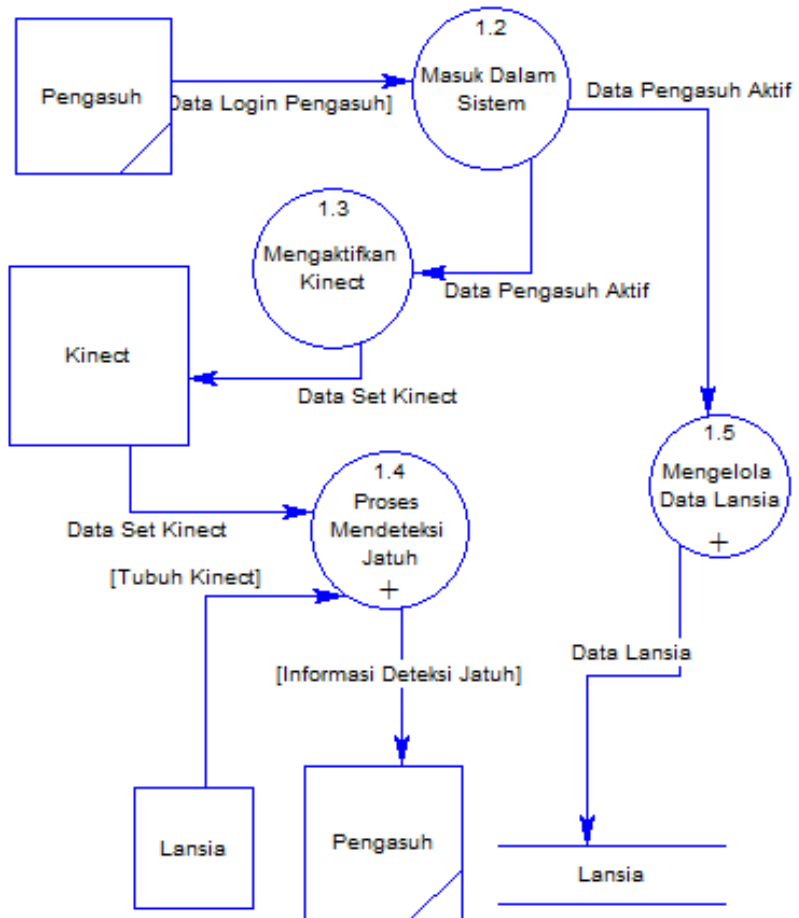 1.2
Masuk Dalam
Sistem
Pengasuh
Data Login Pengasuh]
Data Pengasuh Aktif
1.3
Mengaktifkan
Kinect
Data Pengasuh Aktif
Kinect
Data Set Kinect
1.5
Mengelola
Data Lansia
+
1.4
Proses
Mendeteksi
Jatuh
+
Data Set Kinect
[Tubuh Kinect]
Data Lansia
[Informasi Deteksi Jatuh]
Lansia
Pengasuh
Lansia